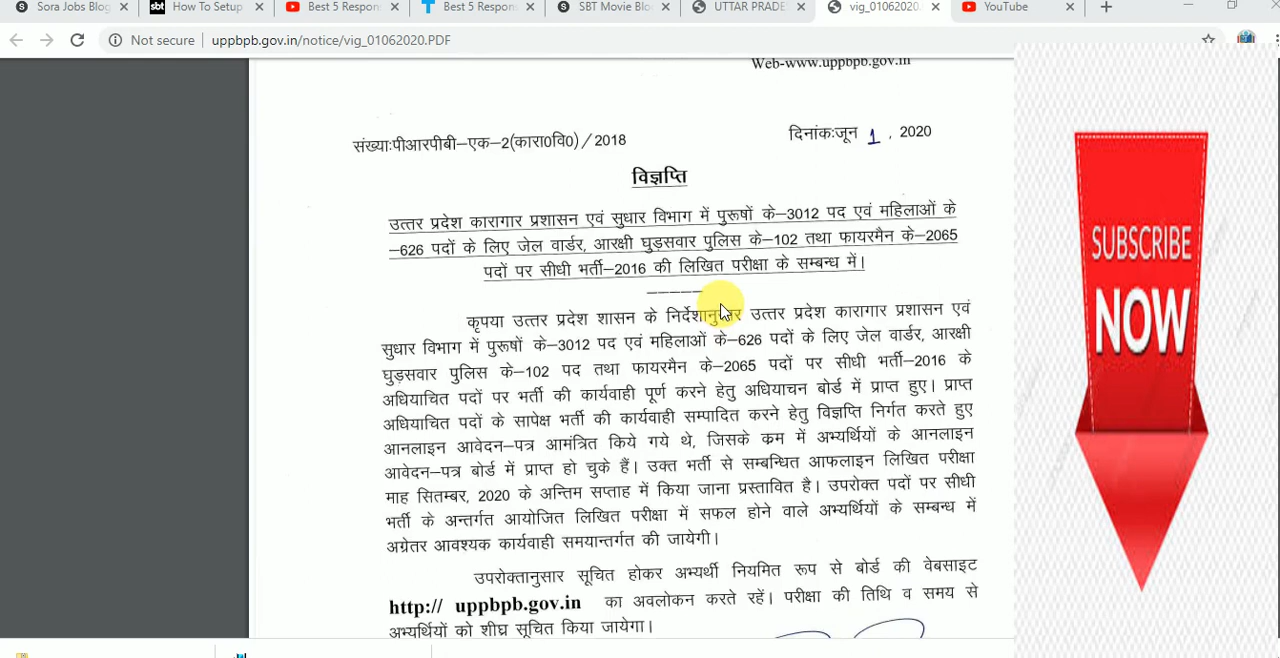 Sora Jobs Blog
How To Setup
Best 5 Respon
Best 5 Respon
SBT Movie Blo
UTTAR PRADE
vig_01062020.
YouTube
Not secure | uppbpb.gov.in/notice/vig_01062020.PDF
Web-www.uppbpb.gov.in
संख्याःपीआरपीबी–एक–2(कारा0वि0)/2018
दिनांकःजून 1, 2020
विज्ञप्ति
उत्तर प्रदेश कारागार प्रशासन एवं सुधार विभाग में पुरूषों के–3012 पद एवं महिलाओं के
–626 पदों के लिए जेल वार्डर, आरक्षी घुड़सवार पुलिस के–102 तथा फायरमैन के–2065
पदों पर सीधी भर्ती–2016 की लिखित परीक्षा के सम्बन्ध में।
––––––
कृपया उत्तर प्रदेश शासन के निर्देशानुसार उत्तर प्रदेश कारागार प्रशासन एवं
सुधार विभाग में पुरूषों के–3012 पद एवं महिलाओं के–626 पदों के लिए जेल वार्डर, आरक्षी
घुड़सवार पुलिस के–102 पद तथा फायरमैन के–2065 पदों पर सीधी भर्ती–2016 के
अधियाचित पदों पर भर्ती की कार्यवाही पूर्ण करने हेतु अधियाचन बोर्ड में प्राप्त हुए। प्राप्त
अधियाचित पदों के सापेक्ष भर्ती की कार्यवाही सम्पादित करने हेतु विज्ञप्ति निर्गत करते हुए
आनलाइन आवेदन–पत्र आमंत्रित किये गये थे, जिसके क्रम में अभ्यर्थियों के आनलाइन
आवेदन–पत्र बोर्ड में प्राप्त हो चुके हैं। उक्त भर्ती से सम्बन्धित आफलाइन लिखित परीक्षा
माह सितम्बर, 2020 के अन्तिम सप्ताह में किया जाना प्रस्तावित है। उपरोक्त पदों पर सीधी
भर्ती के अन्तर्गत आयोजित लिखित परीक्षा में सफल होने वाले अभ्यर्थियों के सम्बन्ध में
अग्रेतर आवश्यक कार्यवाही समयान्तर्गत की जायेगी।
उपरोक्तानुसार सूचित होकर अभ्यर्थी नियमित रूप से बोर्ड की वेबसाइट
http:// uppbpb.gov.in का अवलोकन करते रहें। परीक्षा की तिथि व समय से
अभ्यर्थियों को शीघ्र सूचित किया जायेगा।
SUBSCRIBE
NOW